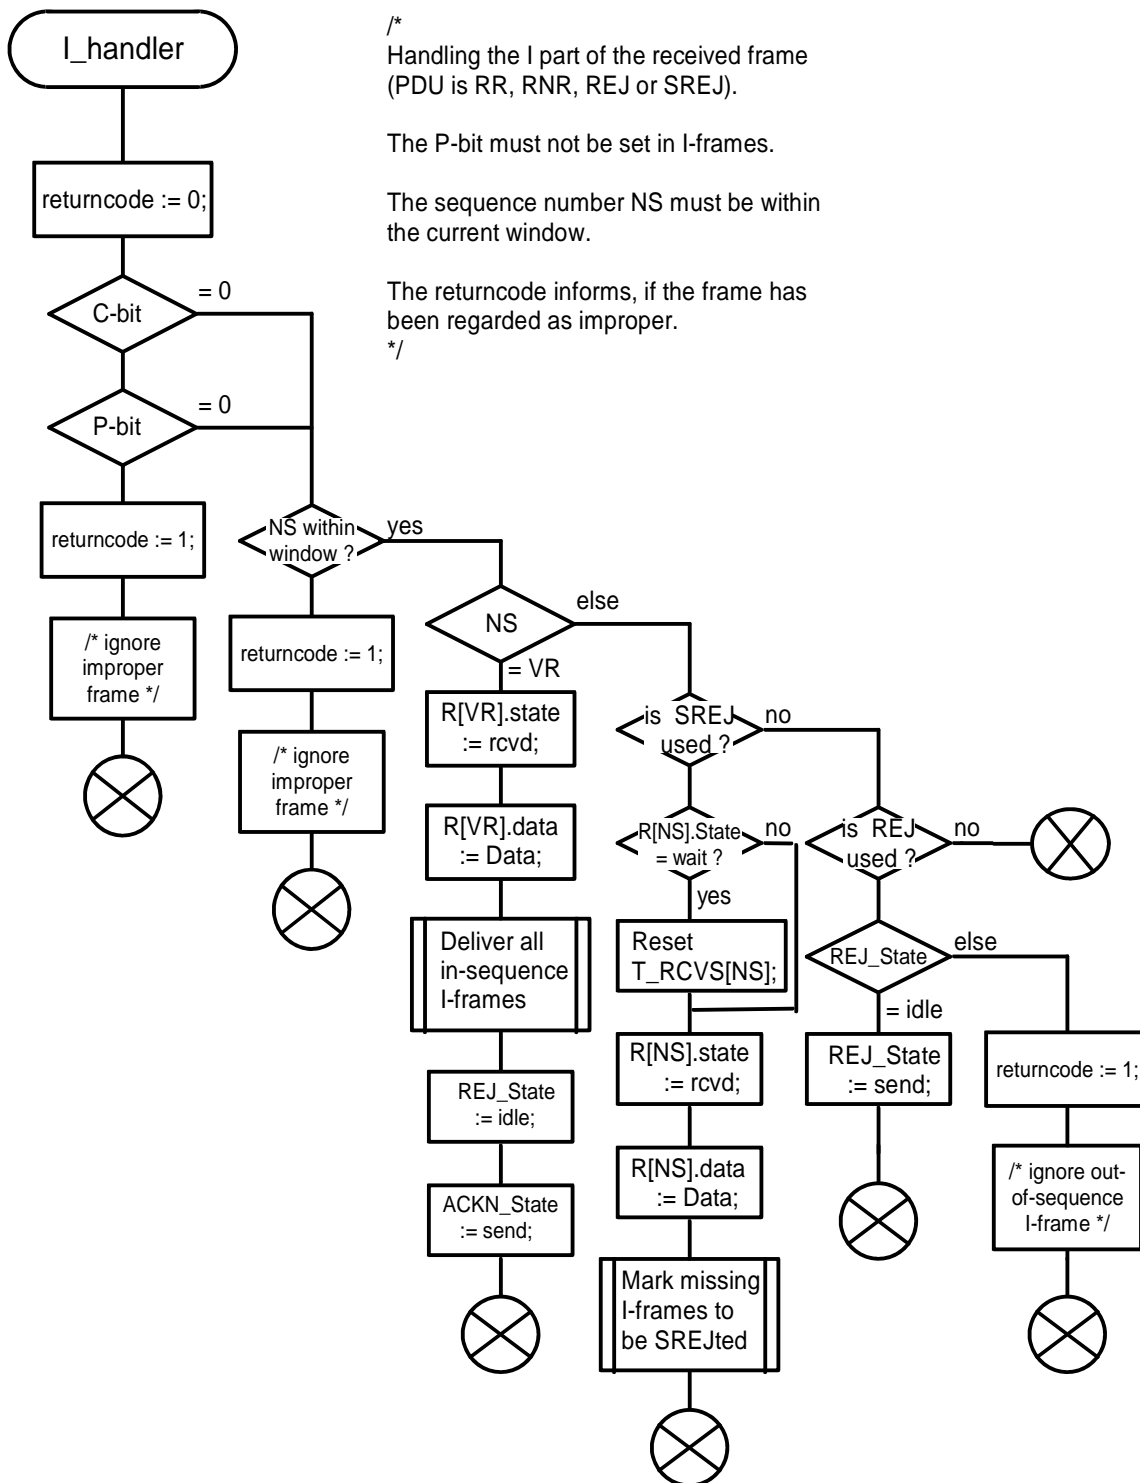 I_handler
/*
Handling the I part of the received frame
(PDU is RR, RNR, REJ or SREJ).
The P-bit must not be set in I-frames.
The sequence number NS must be within
the current window.
The returncode informs, if the frame has
been regarded as improper.
*/
returncode := 0;
C-bit
= 0
P-bit
= 0
returncode := 1;
/* ignore
improper
frame */
NS within
window ?
yes
returncode := 1;
/* ignore
improper
frame */
NS
else
= VR
R[VR].state
:= rcvd;
R[VR].data
:= Data;
Deliver all
in-sequence
I-frames
REJ_State
:= idle;
ACKN_State
:= send;
is SREJ
used ?
no
R[NS].State
= wait ?
no
yes
Reset
T_RCVS[NS];
R[NS].state
:= rcvd;
R[NS].data
:= Data;
Mark missing
I-frames to
be SREJted
is REJ
used ?
no
REJ_State
else
= idle
REJ_State
:= send;
returncode := 1;
/* ignore out-
of-sequence
I-frame */